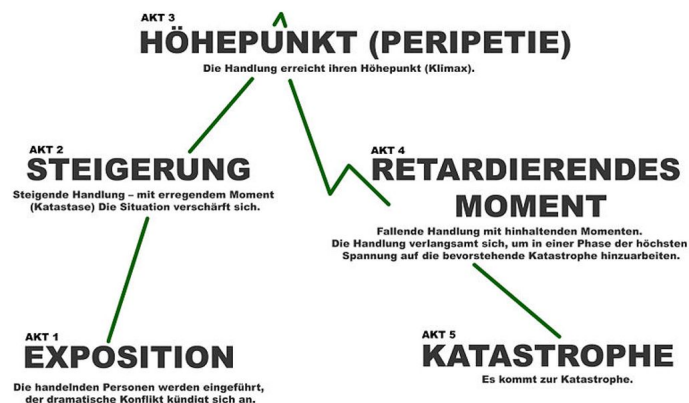 AKT 3
HÖHEPUNKT (PERIPETIE)
Die Handlung erreicht ihren Höhepunkt (Klimax).
AKT 2
STEIGERUNG
Steigende Handlung – mit erregendem Moment
(Katastase) Die Situation verschärft sich.
AKT 4
RETARDIERENDES
MOMENT
Fallende Handlung mit hinhaltenden Momenten.
Die Handlung verlangsamt sich, um in einer Phase der höchsten
Spannung auf die bevorstehende Katastrophe hinzuarbeiten.
AKT 1
EXPOSITION
Die handelnden Personen werden eingeführt,
der dramatische Konflikt kündigt sich an.
AKT 5
KATASTROPHE
Es kommt zur Katastrophe.